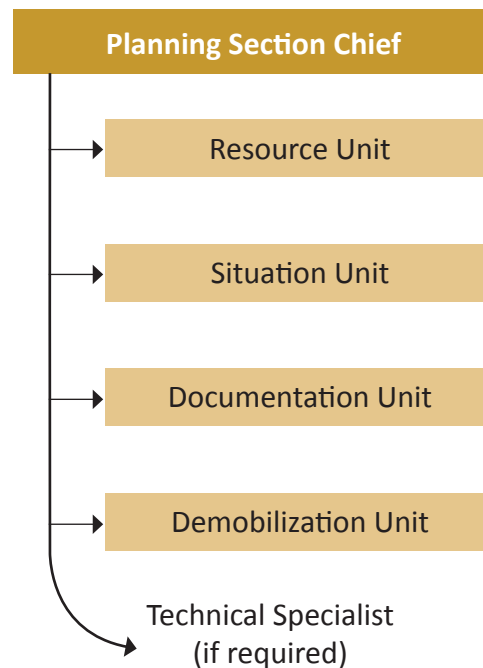 Planning Section Chief
Resource Unit
Situation Unit
Documentation Unit
Demobilization Unit
Technical Specialist
(if required)